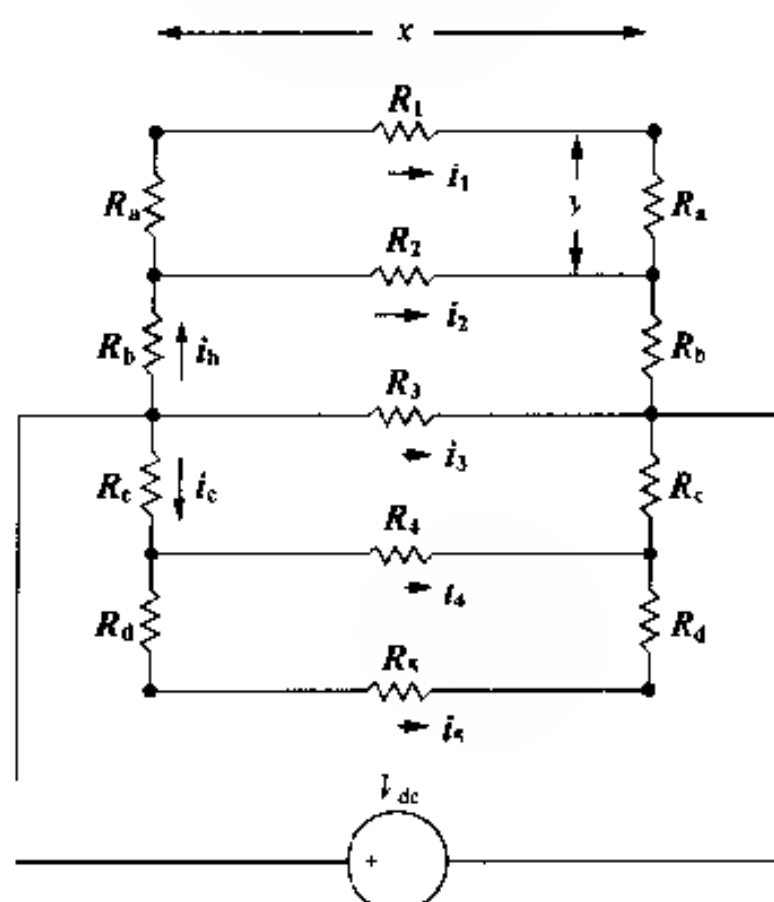 x
R1
i1
Ra y Ra
R2
i2
Rb ib Rb
R3
i3
Rc ic Rc
R4
i4
Rd Rd
R5
i5
Vdc
+